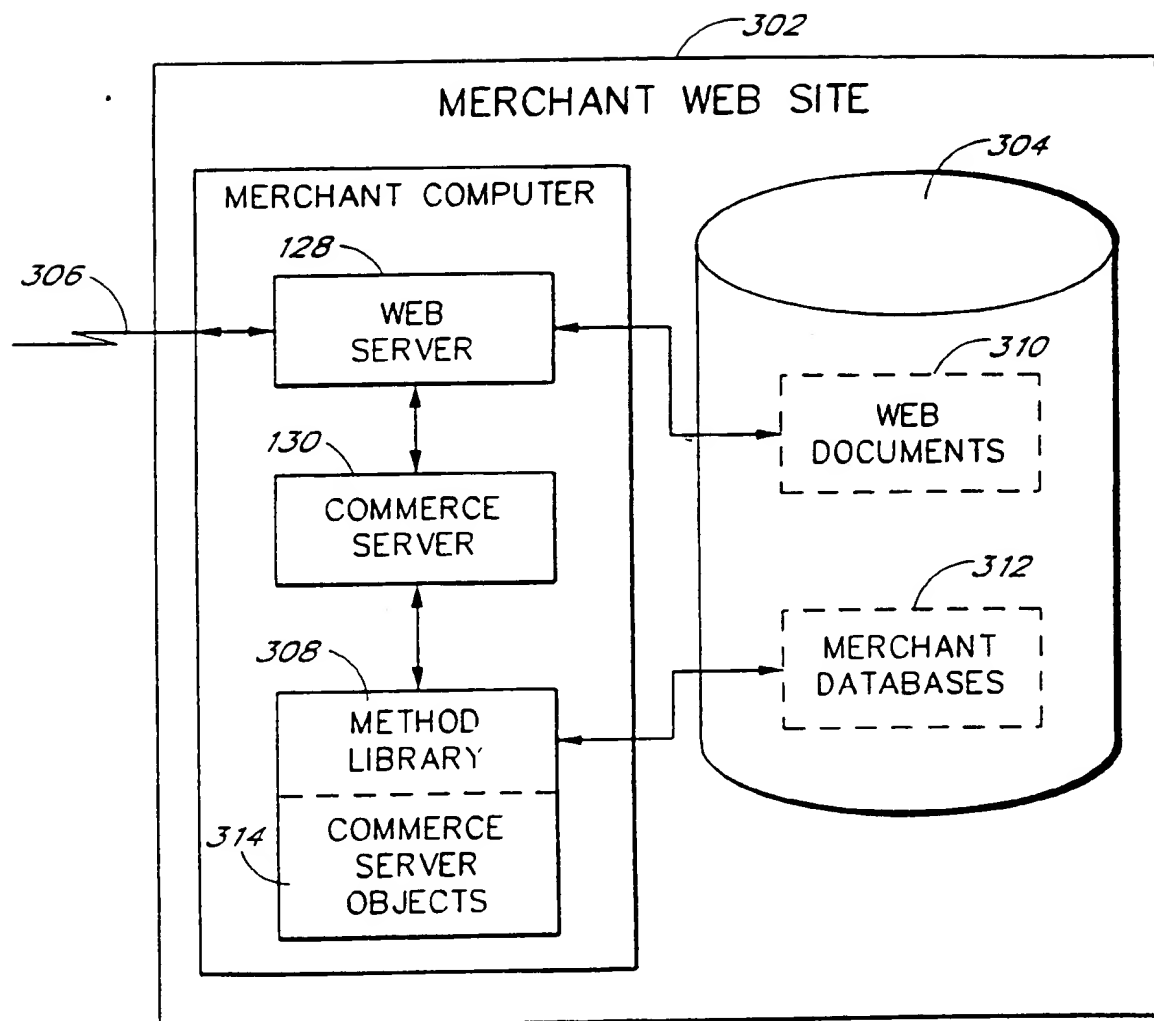 302
MERCHANT WEB SITE
304
MERCHANT COMPUTER
128
306
WEB
SERVER
310
WEB
DOCUMENTS
130
COMMERCE
SERVER
312
MERCHANT
DATABASES
308
METHOD
LIBRARY
314
COMMERCE
SERVER
OBJECTS